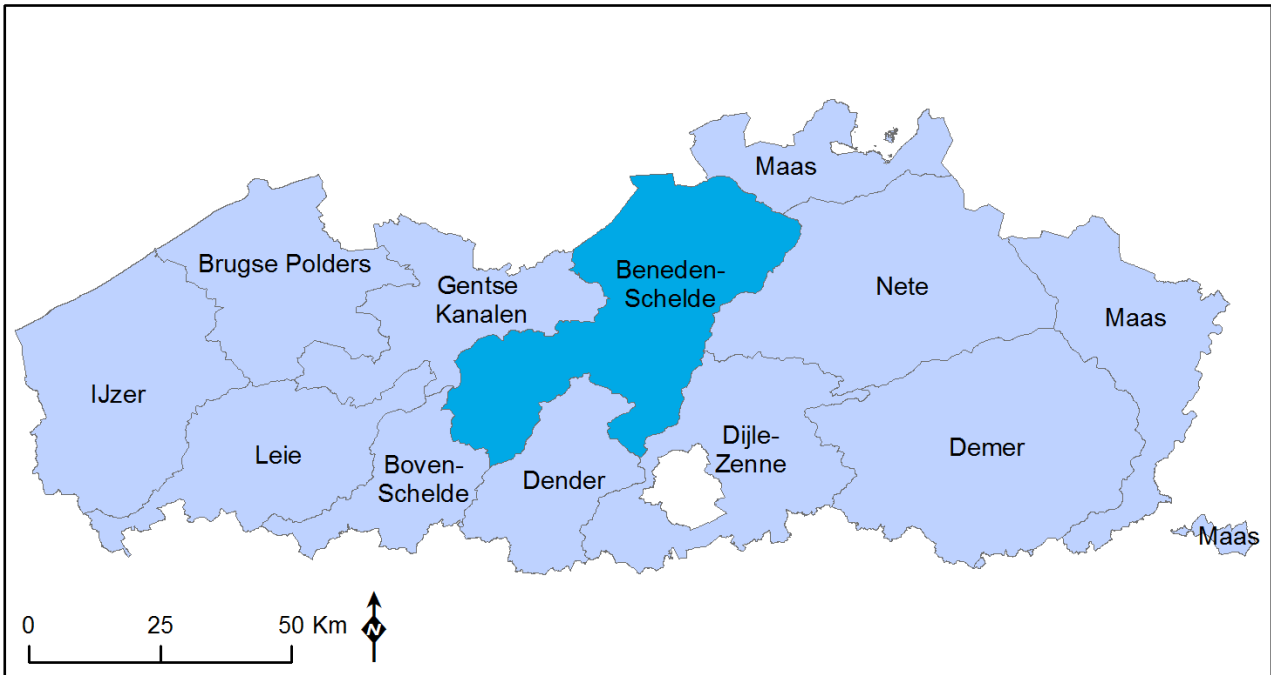 Maas
Brugse Polders
Beneden-
Schelde
Gentse
Kanalen
Nete
Maas
IJzer
Leie
Boven-
Schelde
Dender
Dijle-
Zenne
Demer
Maas
0 25 50 Km
N